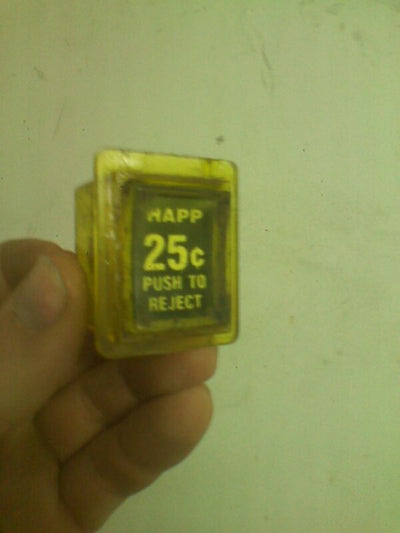 HAPP
25¢
PUSH TO
REJECT